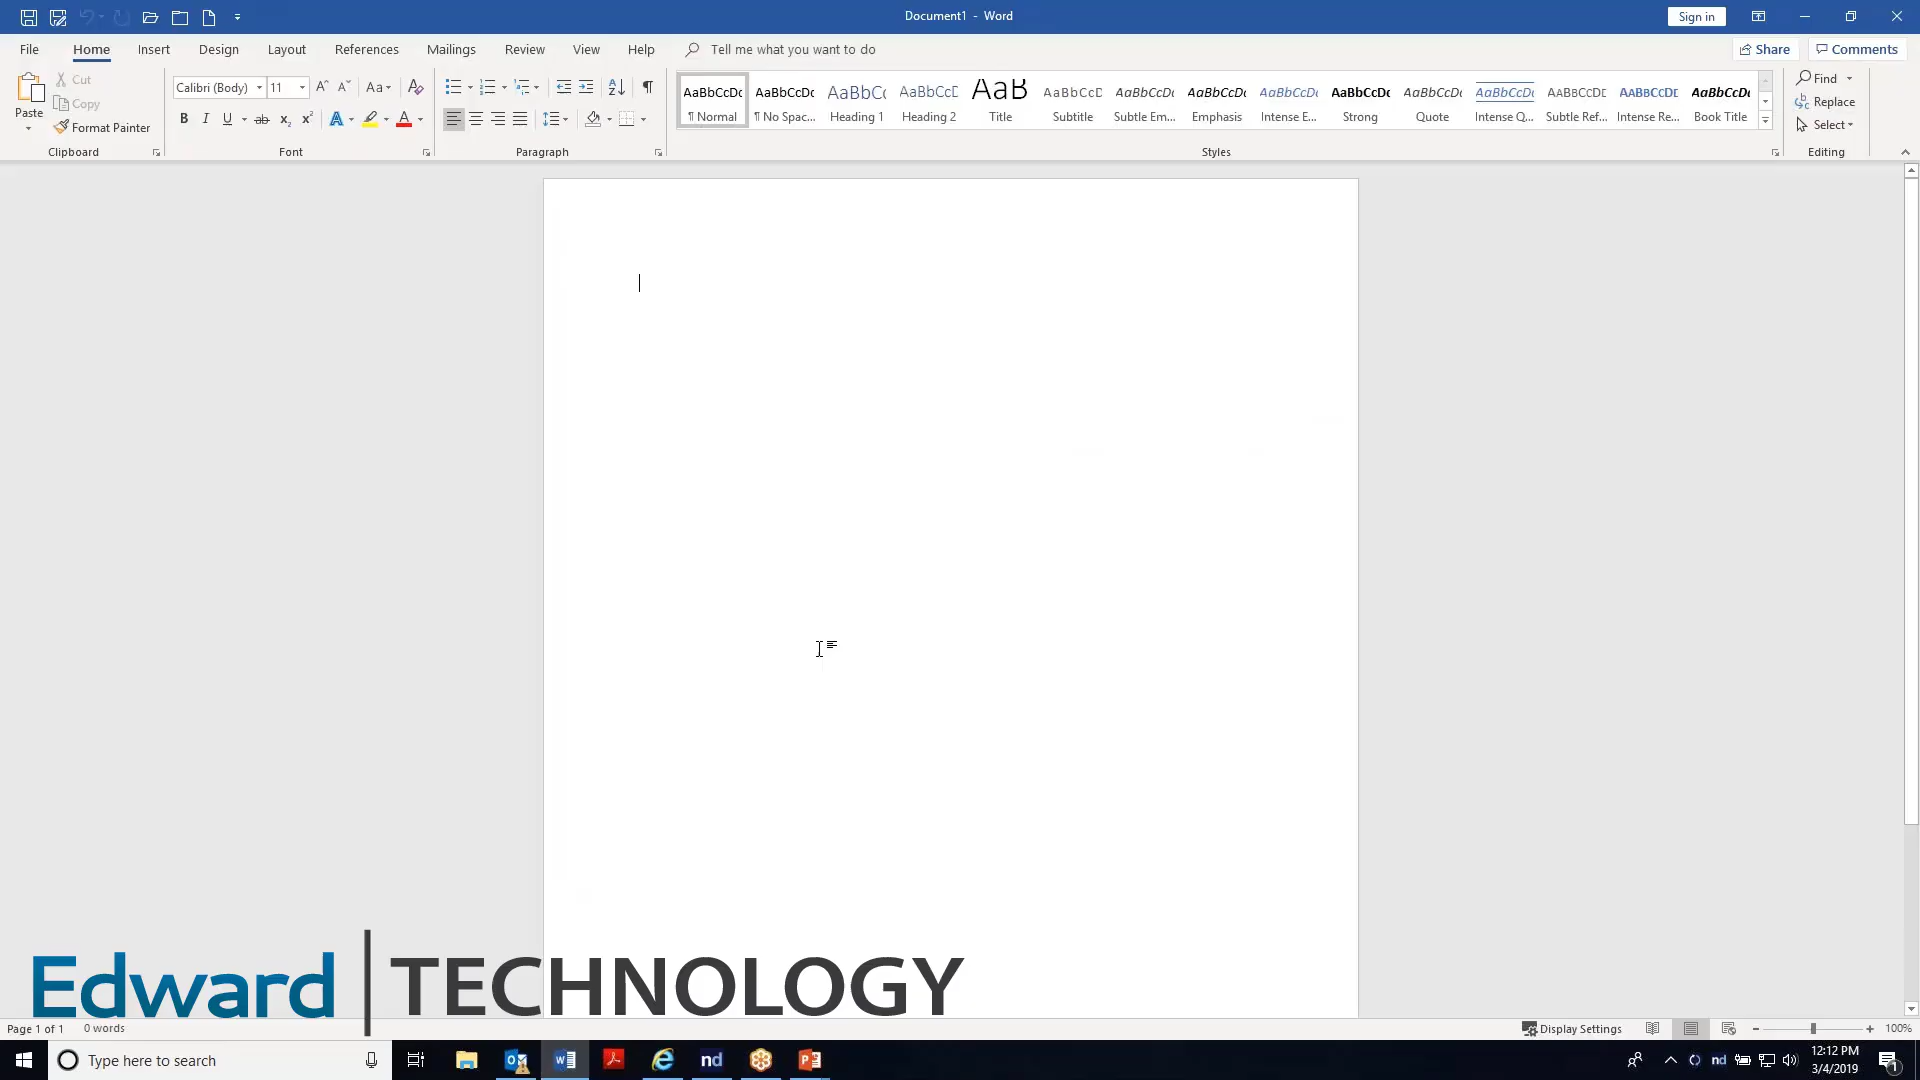 Document1 - Word
Sign in
File Home Insert Design Layout References Mailings Review View Help Tell me what you want to do
Share Comments
Paste
Cut
Copy
Format Painter
Clipboard
Calibri (Body) 11
Font
Paragraph
AaBbCcDc AaBbCcDc AaBbCc AaBbCcD AaB AaBbCcD AaBbCcDc AaBbCcDc AaBbCcDc AaBbCcDc AaBbCcDc AaBbCcDc AABBCCDE AABBCCDE AaBbCcDc
¶ Normal ¶ No Spac... Heading 1 Heading 2 Title Subtitle Subtle Em... Emphasis Intense E... Strong Quote Intense Q... Subtle Ref... Intense Re... Book Title
Styles
Find
Replace
Select
Editing
Edward TECHNOLOGY
Page 1 of 1 0 words
Display Settings
100%
Type here to search
nd
nd
12:12 PM
3/4/2019
1